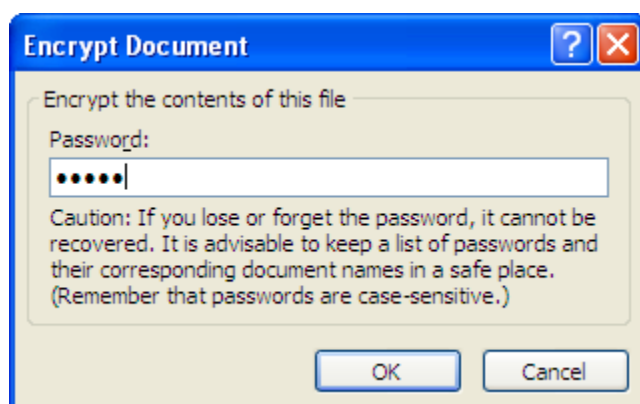 Encrypt Document
Encrypt the contents of this file
Password:
•••••
Caution: If you lose or forget the password, it cannot be
recovered. It is advisable to keep a list of passwords and
their corresponding document names in a safe place.
(Remember that passwords are case-sensitive.)
OK Cancel